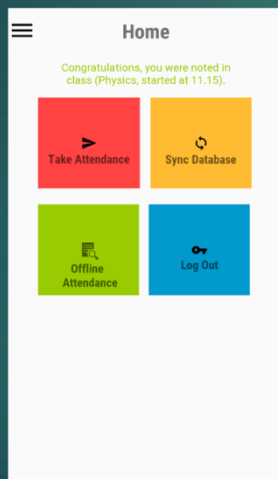 Home
Congratulations, you were noted in
class (Physics, started at 11.15).
Take Attendance
Sync Database
Offline
Attendance
Log Out